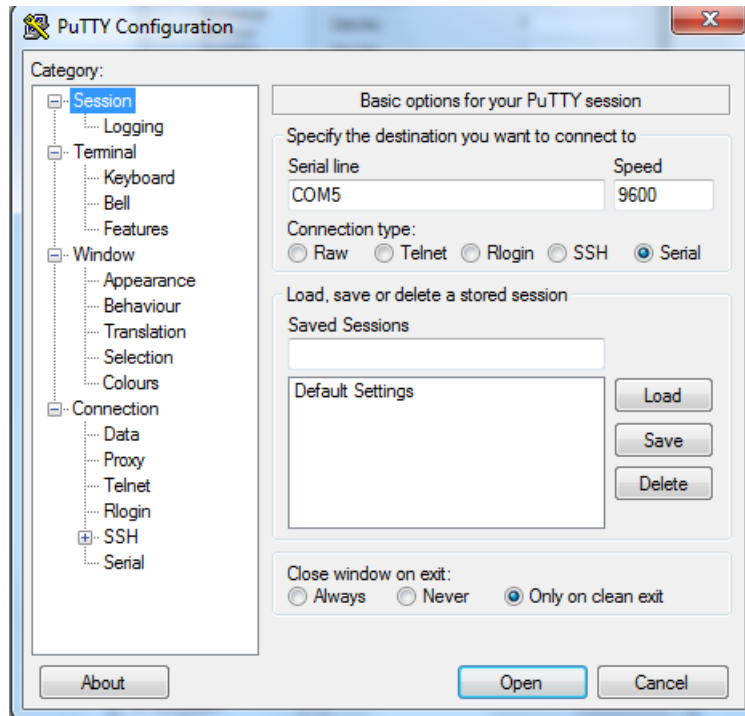 PuTTY Configuration
Category:
Session
Logging
Terminal
Keyboard
Bell
Features
Window
Appearance
Behaviour
Translation
Selection
Colours
Connection
Data
Proxy
Telnet
Rlogin
SSH
Serial
Basic options for your PuTTY session
Specify the destination you want to connect to
Serial line Speed
COM5 9600
Connection type:
Raw Telnet Rlogin SSH Serial
Load, save or delete a stored session
Saved Sessions
Default Settings
Load
Save
Delete
Close window on exit:
Always Never Only on clean exit
About Open Cancel